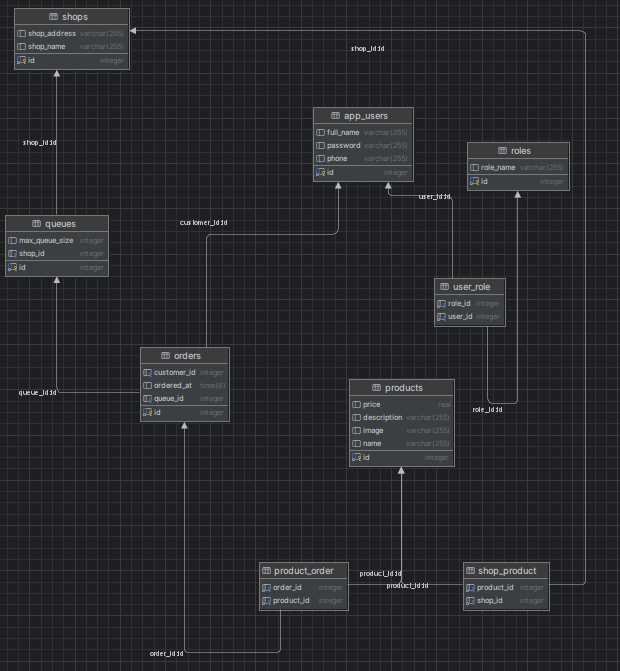 shops
shop_address varchar(255)
shop_name varchar(255)
id integer
shop_id:id
shop_id:id
app_users
full_name varchar(255)
password varchar(255)
phone varchar(255)
id integer
roles
role_name varchar(255)
id integer
user_id:id
customer_id:id
queues
max_queue_size integer
shop_id integer
id integer
user_role
role_id integer
user_id integer
orders
customer_id integer
ordered_at time(6)
queue_id integer
id integer
queue_id:id
products
price real
description varchar(255)
image varchar(255)
name varchar(255)
id integer
role_id:id
product_order
order_id integer
product_id integer
product_id:id
product_id:id
shop_product
product_id integer
shop_id integer
order_id:id